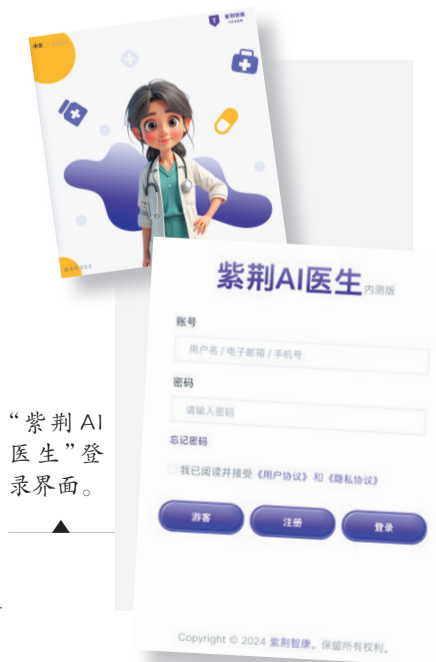 中文
紫荆智康
紫荆AI医生内测版
账号
用户名 / 电子邮箱 / 手机号
密码
请输入密码
忘记密码
我已阅读并接受《用户协议》和《隐私协议》
游客
注册
登录
Copyright © 2024 紫荆智康。保留所有权利。
“紫荆 AI
医生”登
录界面。